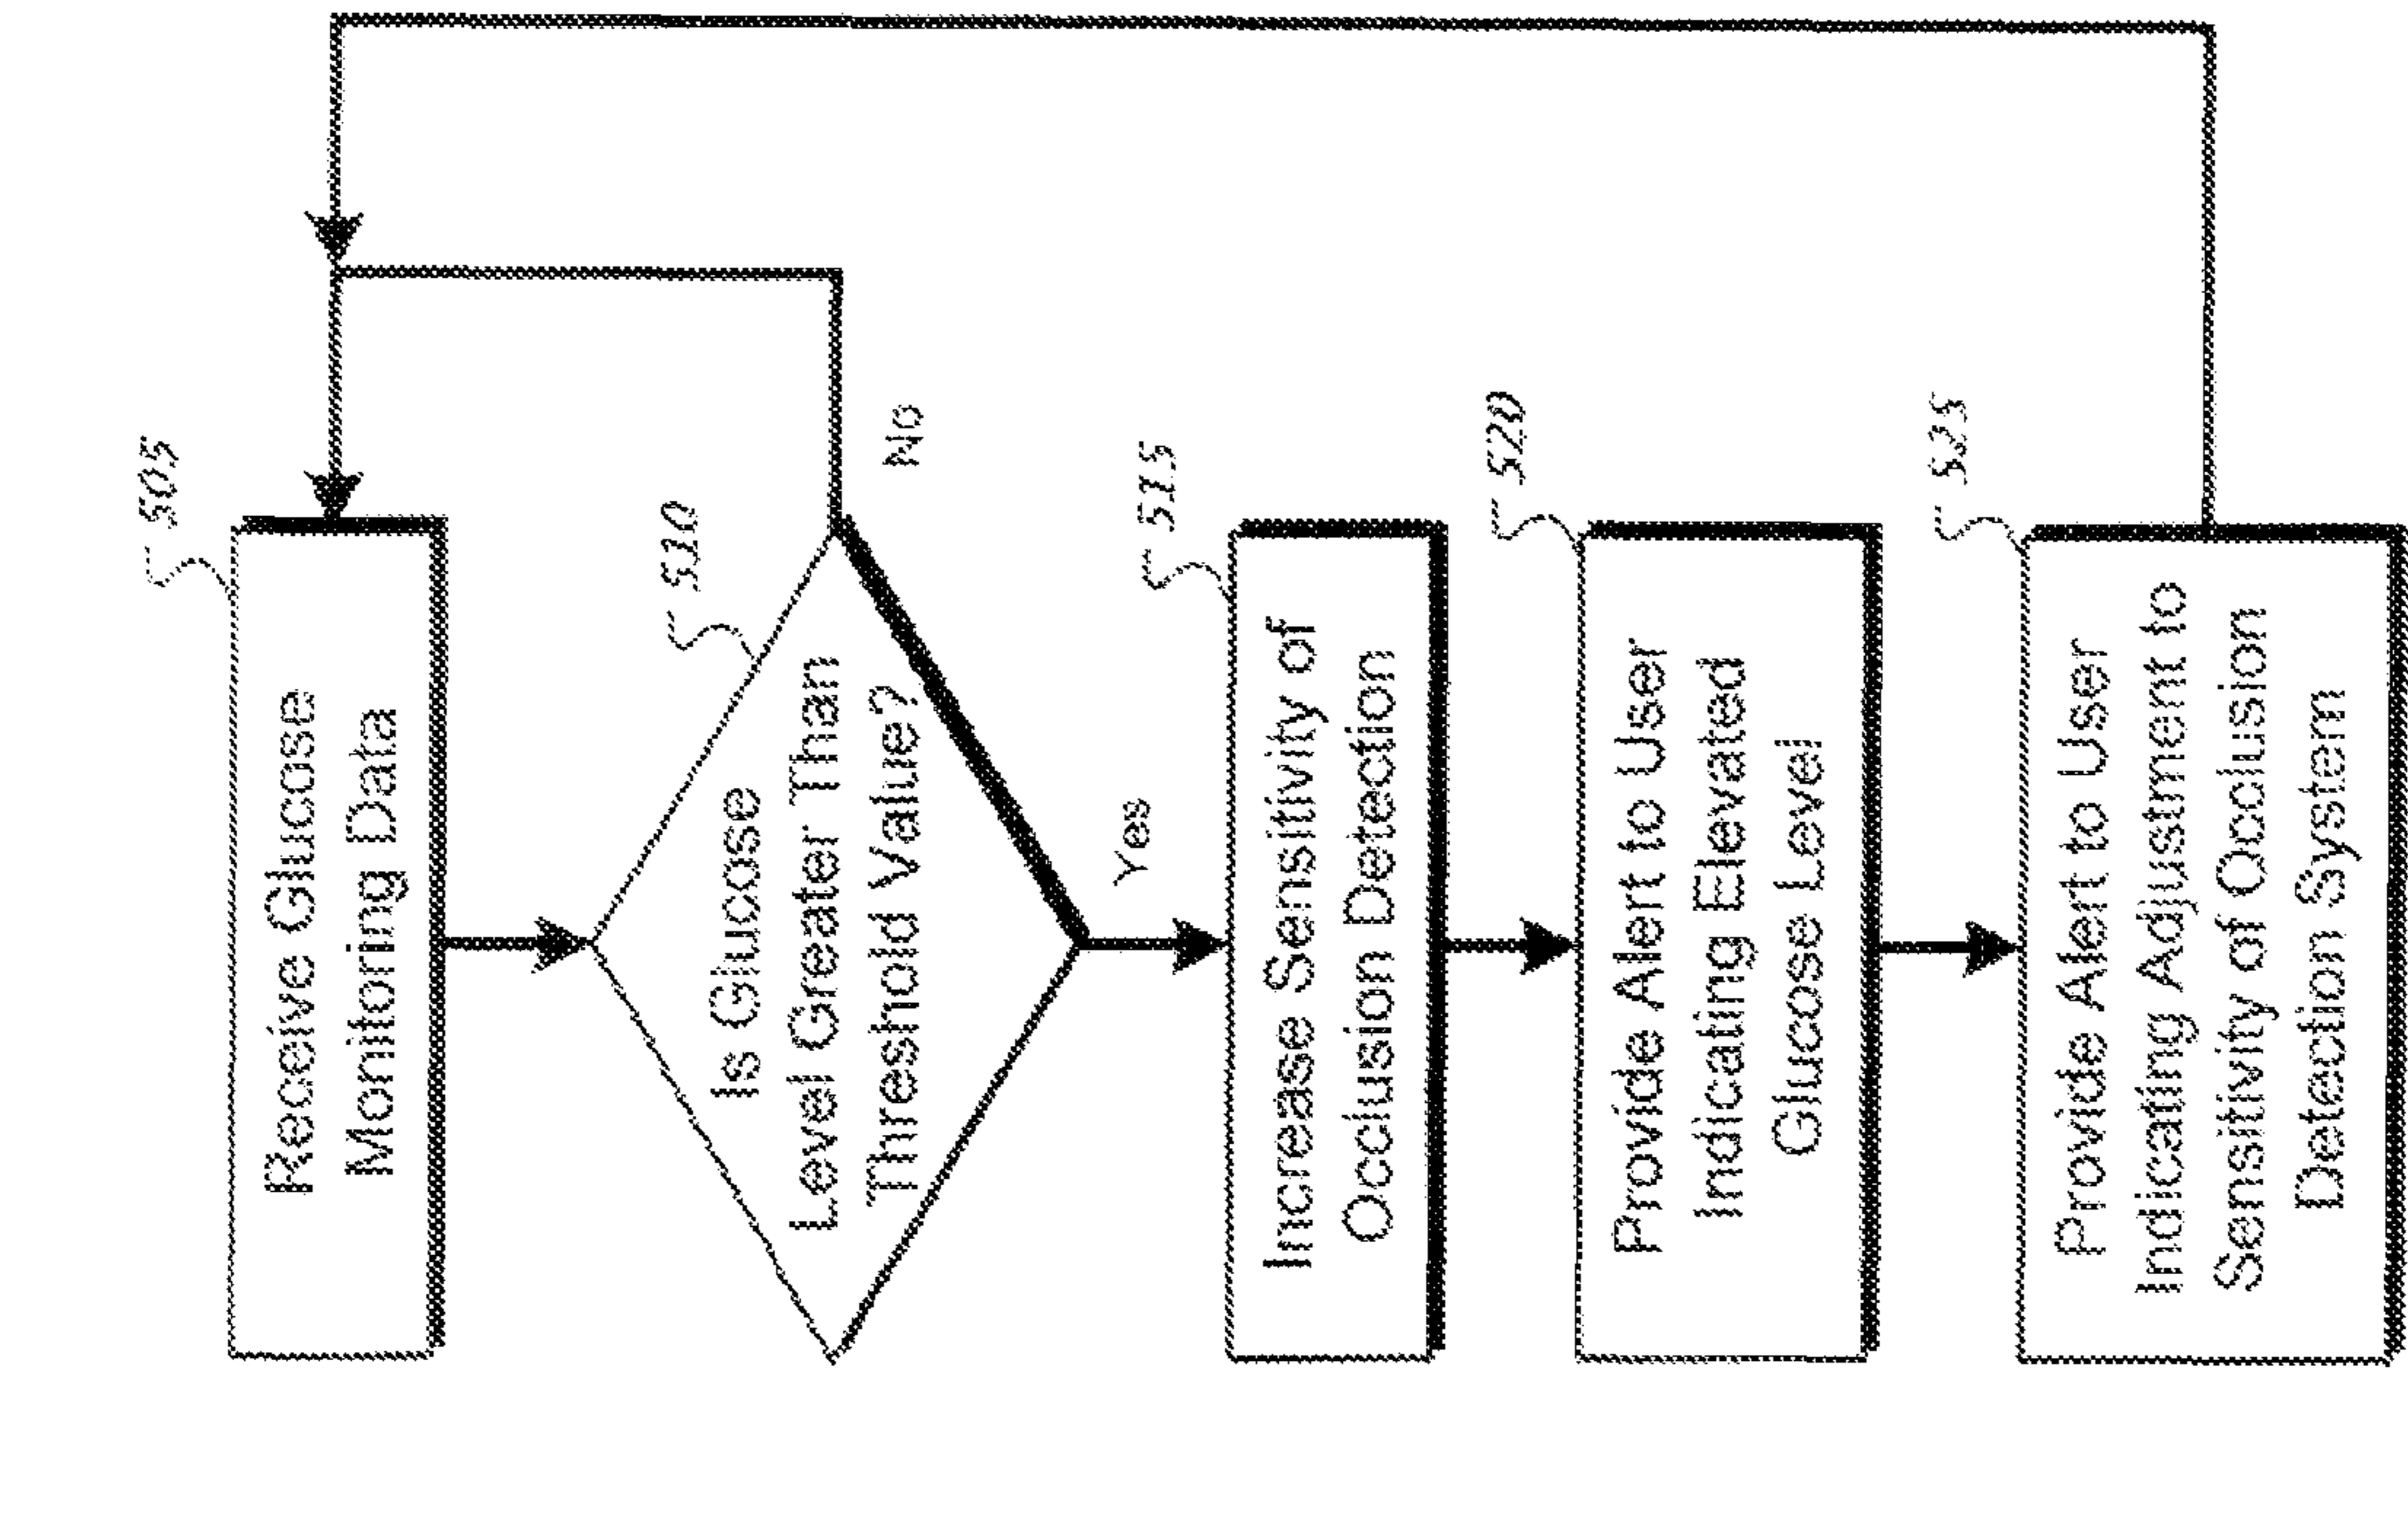 505
Receive Glucose
Monitoring Data
510
Is Glucose
Level Greater Than
Threshold Value?
No
Yes
515
Increase Sensitivity of
Occlusion Detection
520
Provide Alert to User
Indicating Elevated
Glucose Level
525
Provide Alert to User
Indicating Adjustment to
Sensitivity of Occlusion
Detection System